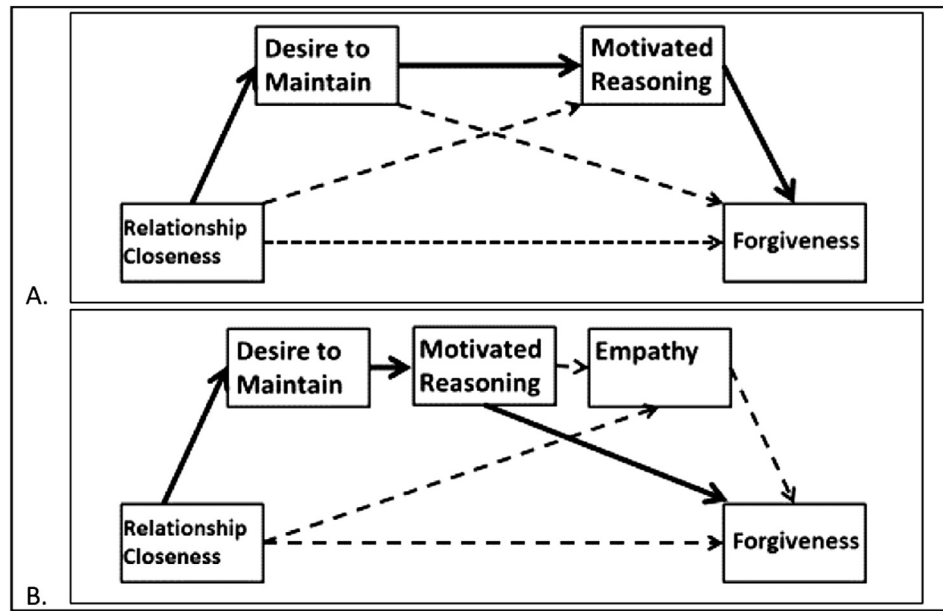 Desire to
Maintain
Motivated
Reasoning
Relationship
Closeness
Forgiveness
A.
Desire to
Maintain
Motivated
Reasoning
Empathy
Relationship
Closeness
Forgiveness
B.